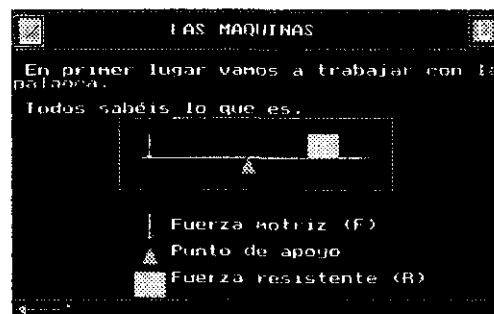 LAS MAQUINAS
En primer lugar vamos a trabajar con la
palanca.
Todos sabéis lo que es.
Fuerza motriz (F)
Punto de apoyo
Fuerza resistente (R)